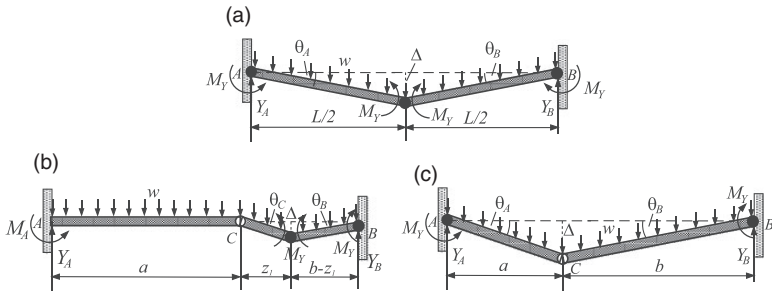 (a)
θA w Δ θB
MY A B MY
YA MY MY YB
L/2 L/2
(b) (c)
w θC Δ θB θA Δ w θB MY
MA A C MY MY B MY A C B
YA YB YA YB
a z1 b-z1 a b